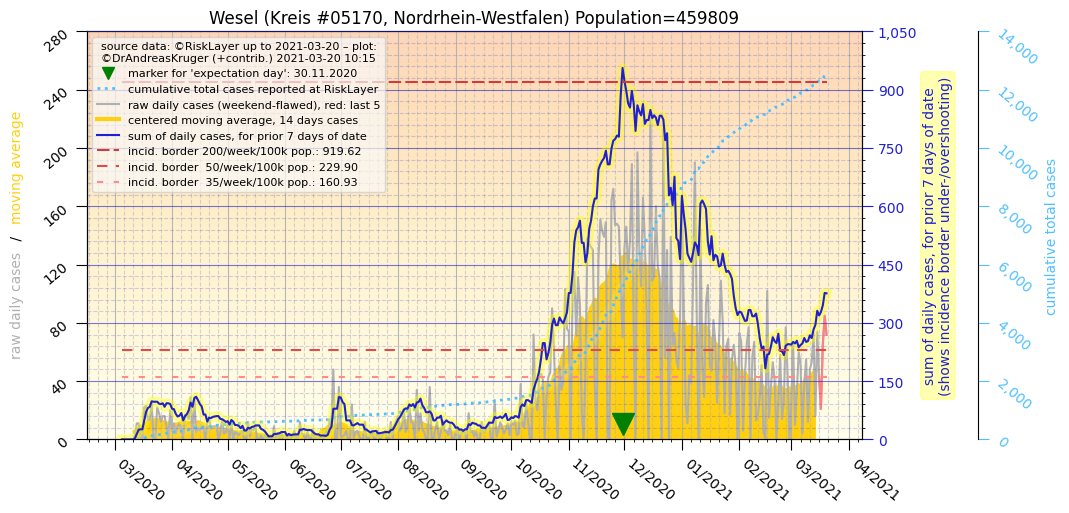 Wesel (Kreis #05170, Nordrhein-Westfalen) Population=459809
source data: ©RiskLayer up to 2021-03-20 – plot:
©DrAndreasKruger (+contrib.) 2021-03-20 10:15
marker for 'expectation day': 30.11.2020
cumulative total cases reported at RiskLayer
raw daily cases (weekend-flawed), red: last 5
centered moving average, 14 days cases
sum of daily cases, for prior 7 days of date
incid. border 200/week/100k pop.: 919.62
incid. border  50/week/100k pop.: 229.90
incid. border  35/week/100k pop.: 160.93
raw daily cases / moving average
280
240
200
160
120
80
40
0
1,050
900
750
600
450
300
150
0
sum of daily cases, for prior 7 days of date
(shows incidence border under-/overshooting)
14,000
12,000
10,000
8,000
6,000
4,000
2,000
0
cumulative total cases
03/2020
04/2020
05/2020
06/2020
07/2020
08/2020
09/2020
10/2020
11/2020
12/2020
01/2021
02/2021
03/2021
04/2021